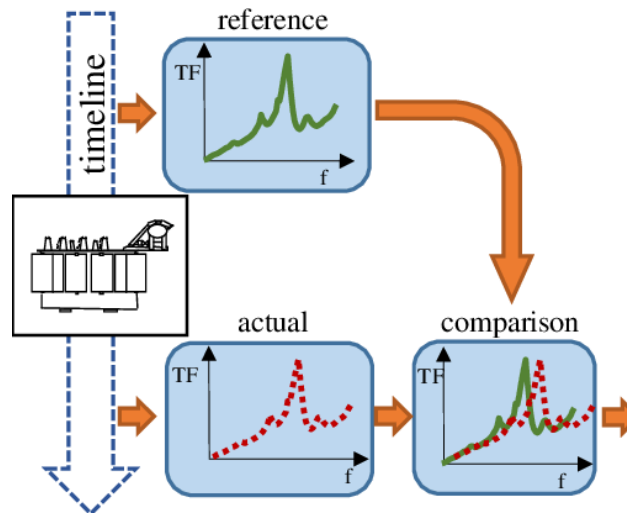 reference
timeline
TF
f
actual
comparison
TF
f
TF
f